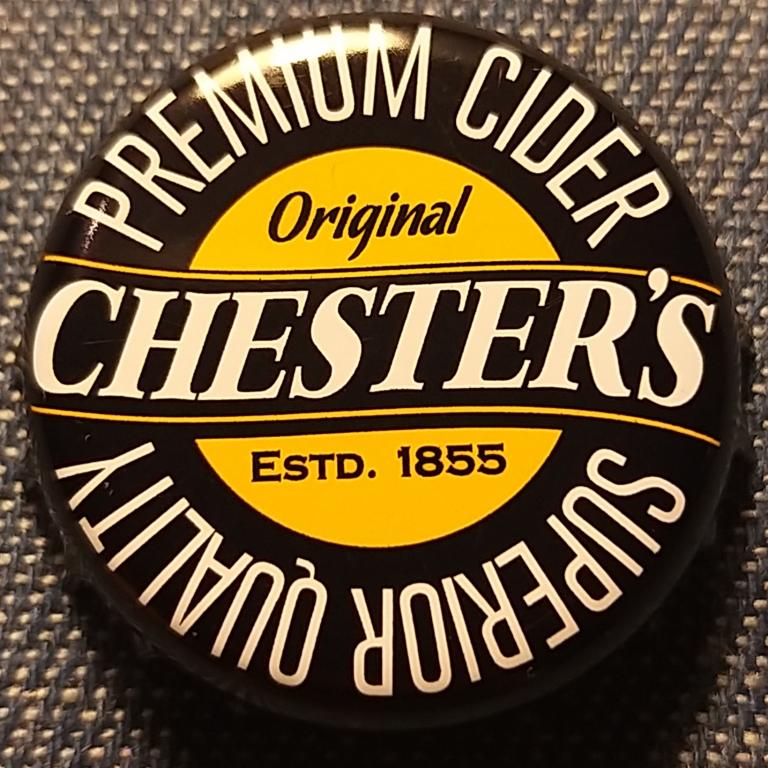 PREMIUM CIDER
Original
CHESTER'S
ESTD. 1855
SUPERIOR QUALITY